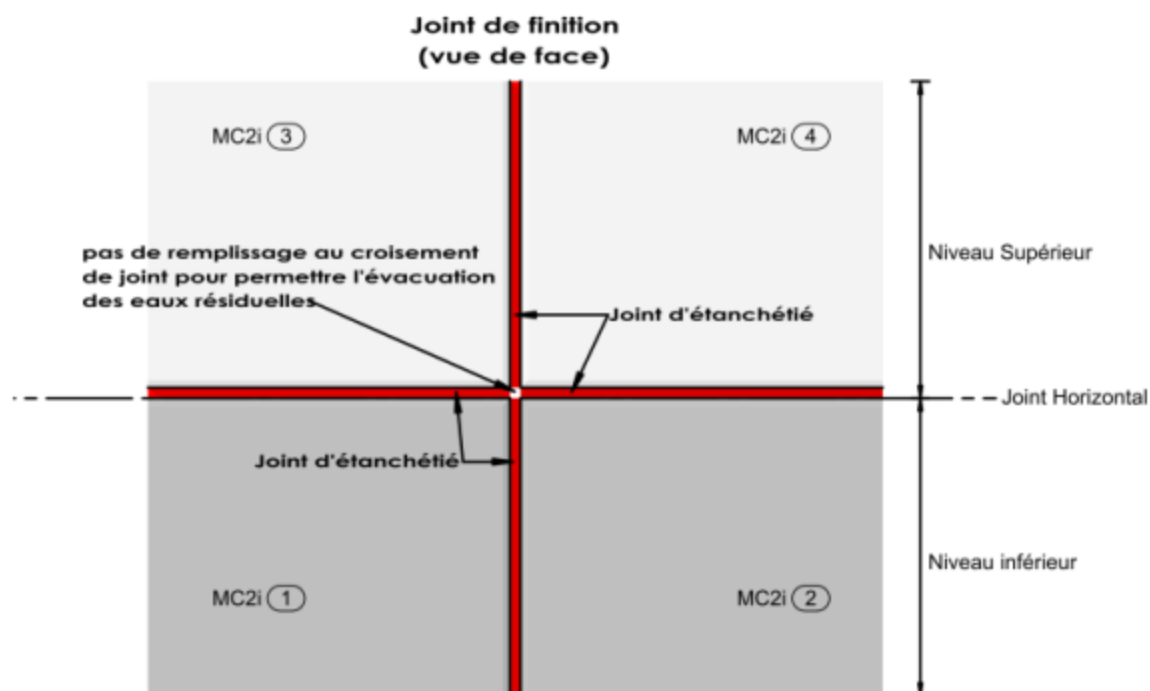 Joint de finition
(vue de face)
MC2i 3
MC2i 4
pas de remplissage au croisement
de joint pour permettre l'évacuation
des eaux résiduelles
Niveau Supérieur
Joint d'étanchétié
Joint Horizontal
Joint d'étanchétié
Niveau inférieur
MC2i 1
MC2i 2